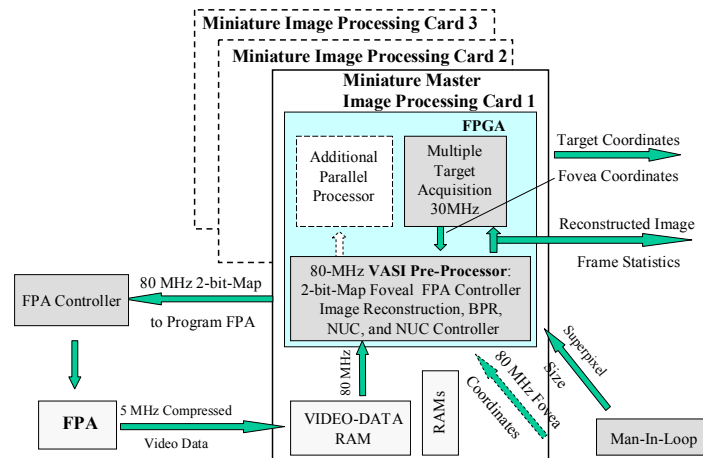 Miniature Image Processing Card 3
Miniature Image Processing Card 2
Miniature Master
Image Processing Card 1
FPGA
Additional
Parallel
Processor
Multiple
Target
Acquisition
30MHz
Target Coordinates
Fovea Coordinates
Reconstructed Image
Frame Statistics
80-MHz VASI Pre-Processor:
2-bit-Map Foveal FPA Controller
Image Reconstruction, BPR,
NUC, and NUC Controller
80 MHz 2-bit-Map
to Program FPA
FPA Controller
FPA
5 MHz Compressed
Video Data
80 MHz
VIDEO-DATA
RAM
RAMs
80 MHz Fovea
Coordinates
Superpixel
Size
Man-In-Loop